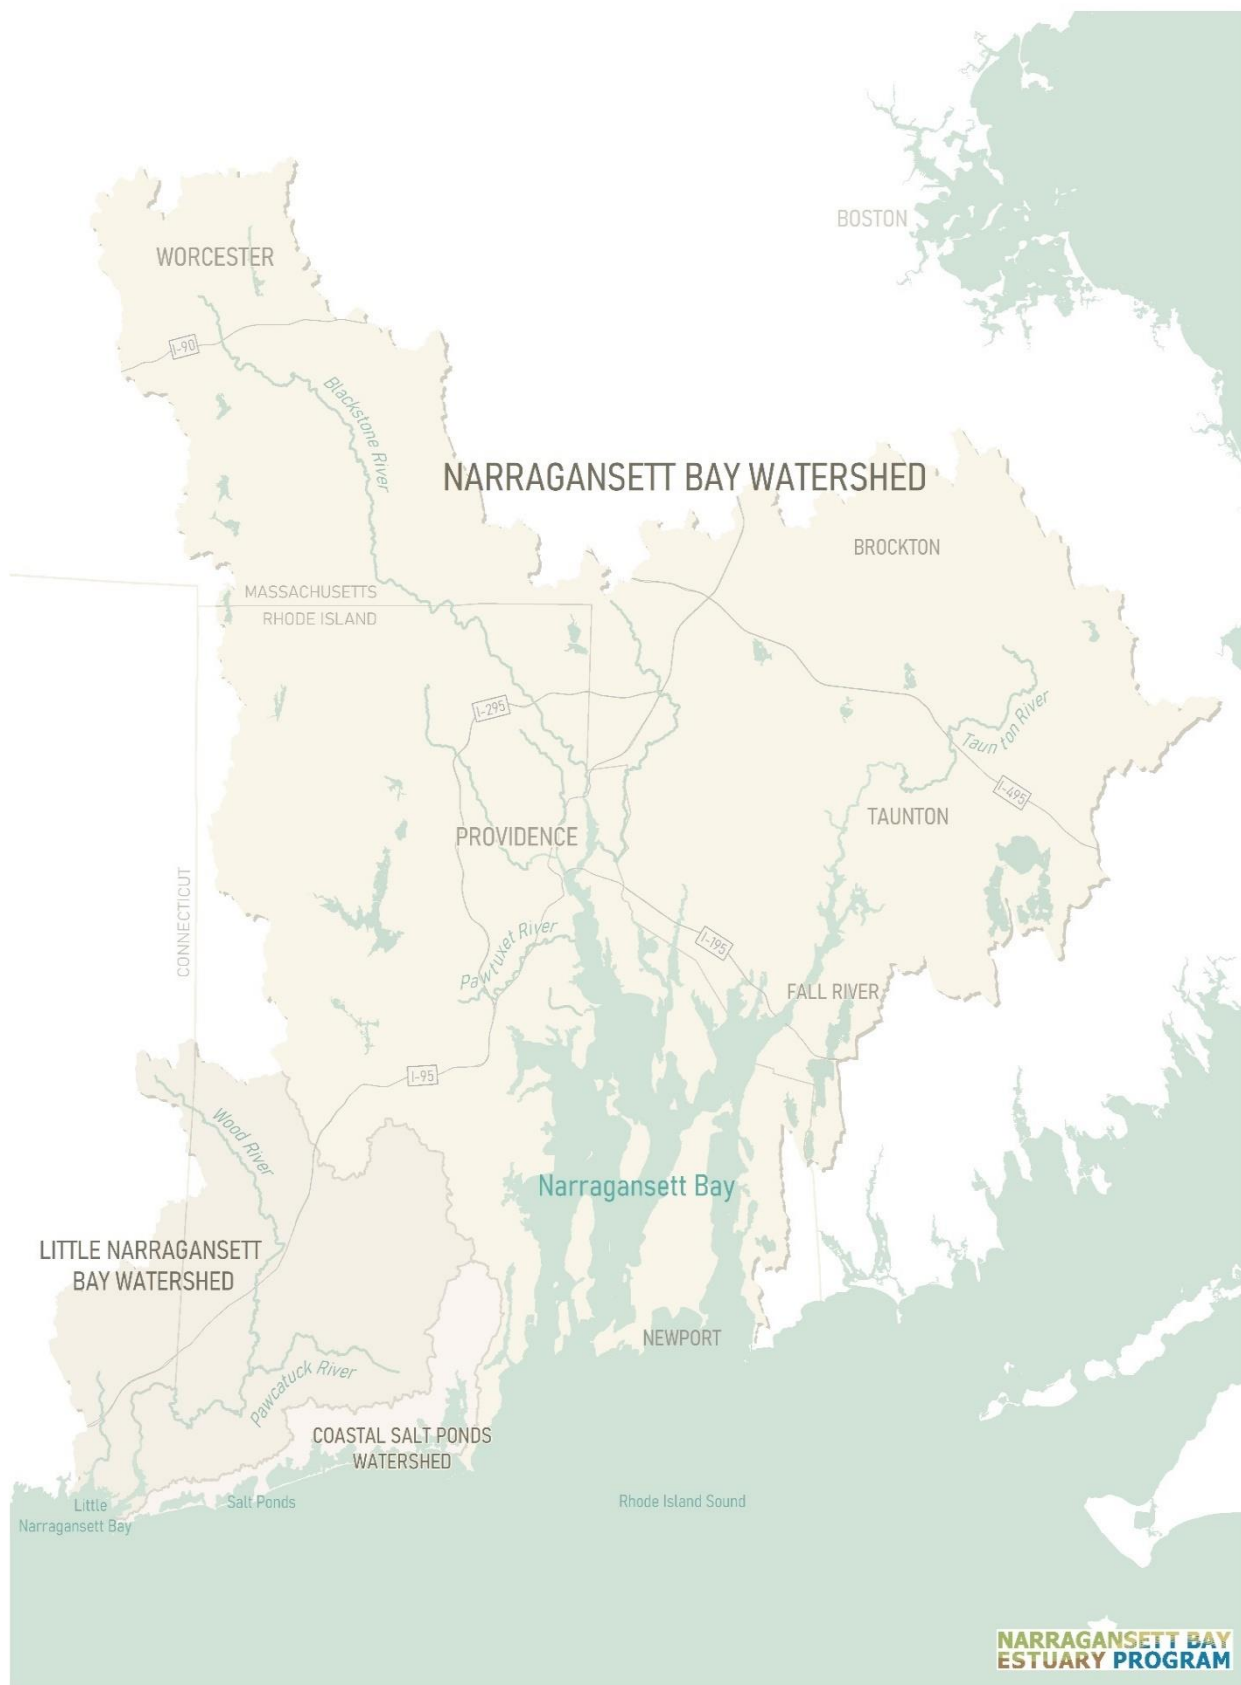 BOSTON
WORCESTER
I-90
Blackstone River
NARRAGANSETT BAY WATERSHED
BROCKTON
MASSACHUSETTS
RHODE ISLAND
I-295
Taunton River
I-495
PROVIDENCE
TAUNTON
CONNECTICUT
Pawtuxet River
I-195
FALL RIVER
I-95
Wood River
Narragansett Bay
LITTLE NARRAGANSETT
BAY WATERSHED
NEWPORT
Pawcatuck River
COASTAL SALT PONDS
WATERSHED
Little
Narragansett Bay
Salt Ponds
Rhode Island Sound
NARRAGANSETT BAY
ESTUARY PROGRAM